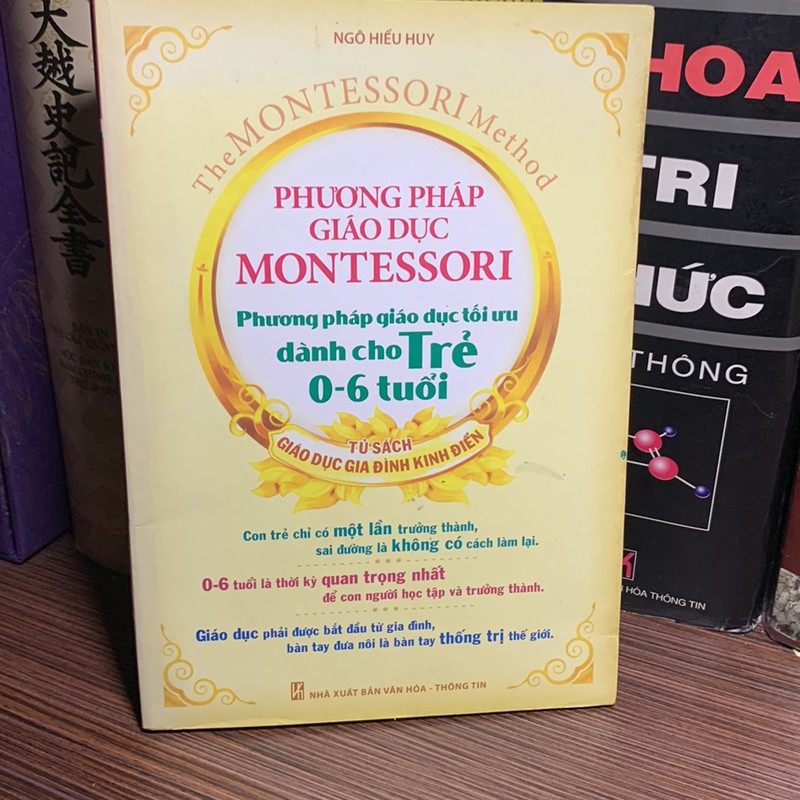 NGÔ HIỂU HUY
The MONTESSORI Method
PHƯƠNG PHÁP
GIÁO DỤC
MONTESSORI
Phương pháp giáo dục tối ưu
dành cho Trẻ
0-6 tuổi
TỦ SÁCH
GIÁO DỤC GIA ĐÌNH KINH ĐIỂN
Con trẻ chỉ có một lần trưởng thành,
sai đường là không có cách làm lại.
0-6 tuổi là thời kỳ quan trọng nhất
để con người học tập và trưởng thành.
Giáo dục phải được bắt đầu từ gia đình,
bàn tay đưa nôi là bàn tay thống trị thế giới.
NHÀ XUẤT BẢN VĂN HÓA - THÔNG TIN
大越史記全書
HOA
TRI
HỨC
THÔNG
HÓA THÔNG TIN